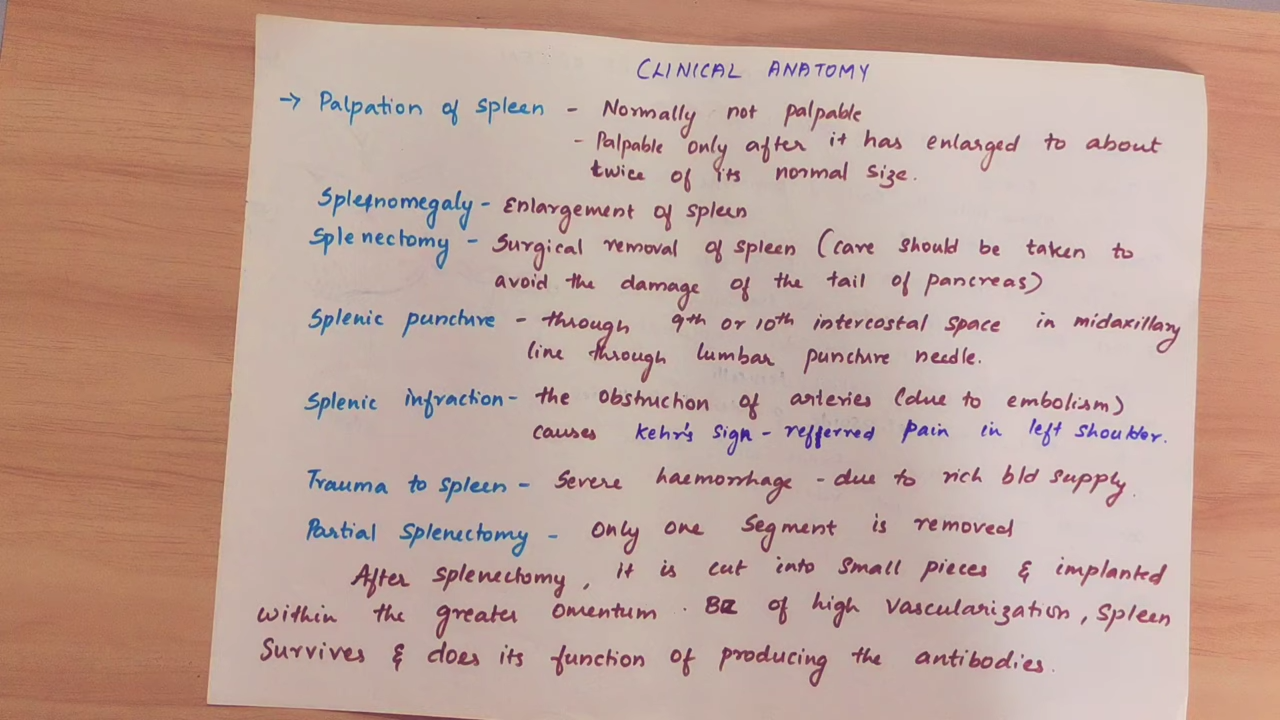 CLINICAL ANATOMY
→ Palpation of spleen - Normally not palpable
- Palpable only after it has enlarged to about
twice of its normal size.
Splenomegaly - Enlargement of spleen
Splenectomy - Surgical removal of spleen (care should be taken to
avoid the damage of the tail of pancreas)
Splenic puncture - through 9th or 10th intercostal space in midaxillary
line through lumbar puncture needle.
Splenic infraction - the obstruction of arteries (due to embolism)
causes Kehr's sign - refferred pain in left shoulder.
Trauma to spleen - Severe haemorrhage - due to rich bld supply.
Partial Splenectomy - Only one segment is removed
After splenectomy, it is cut into small pieces & implanted
within the greater omentum. Bz of high vascularization, spleen
Survives & does its function of producing the antibodies.